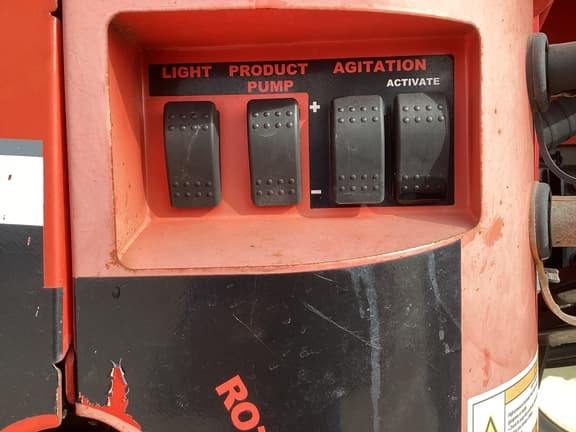 LIGHT PRODUCT PUMP AGITATION
ACTIVATE
+
-
RO